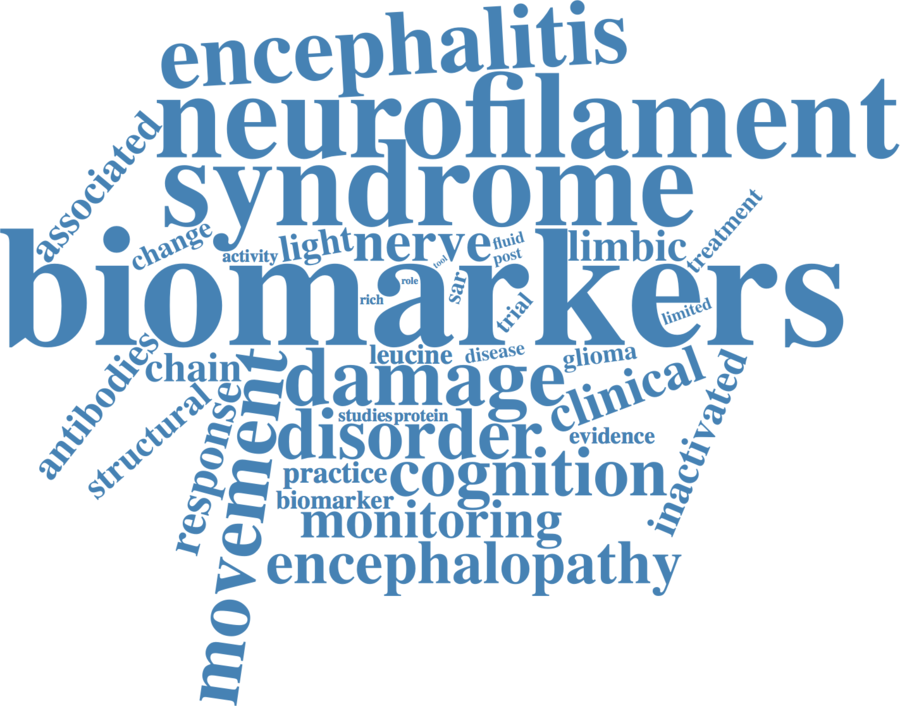 encephalitis
neurofilament
associated
syndrome
treatment
change
activity
light
nerve
fluid
post
tool
limbic
biomarkers
role
rich
sar
trial
limited
antibodies
chain
leucine
disease
glioma
structural
response
movement
damage
clinical
inactivated
studies
protein
disorder
evidence
practice
cognition
biomarker
monitoring
encephalopathy